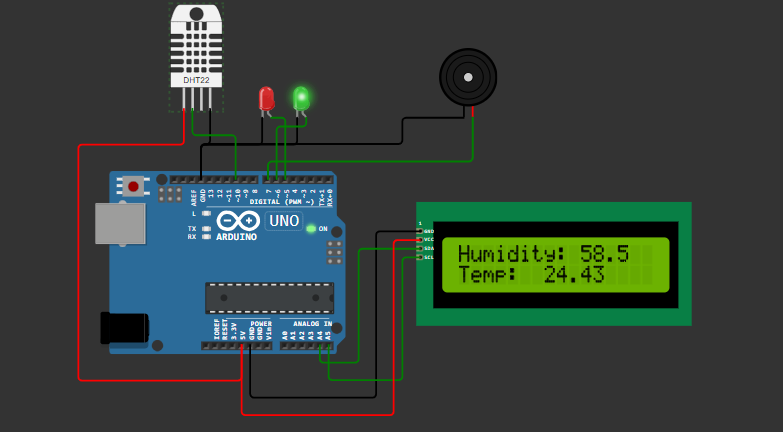 DHT22
AREF
GND
13
12
~11
~10
~9
8
7
~6
~5
4
~3
2
TX→1
RX←0
DIGITAL (PWM ~)
L
TX
RX
UNO
ON
ARDUINO
1
GND
VCC
SDA
SCL
Humidity: 58.5
Temp: 24.43
POWER
ANALOG IN
IOREF
RESET
3.3V
5V
GND
GND
Vin
A0
A1
A2
A3
A4
A5